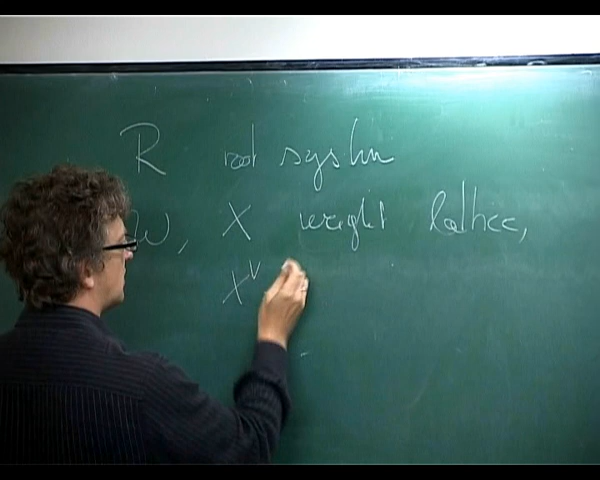 R root system
W, X weight lattice,
X^∨